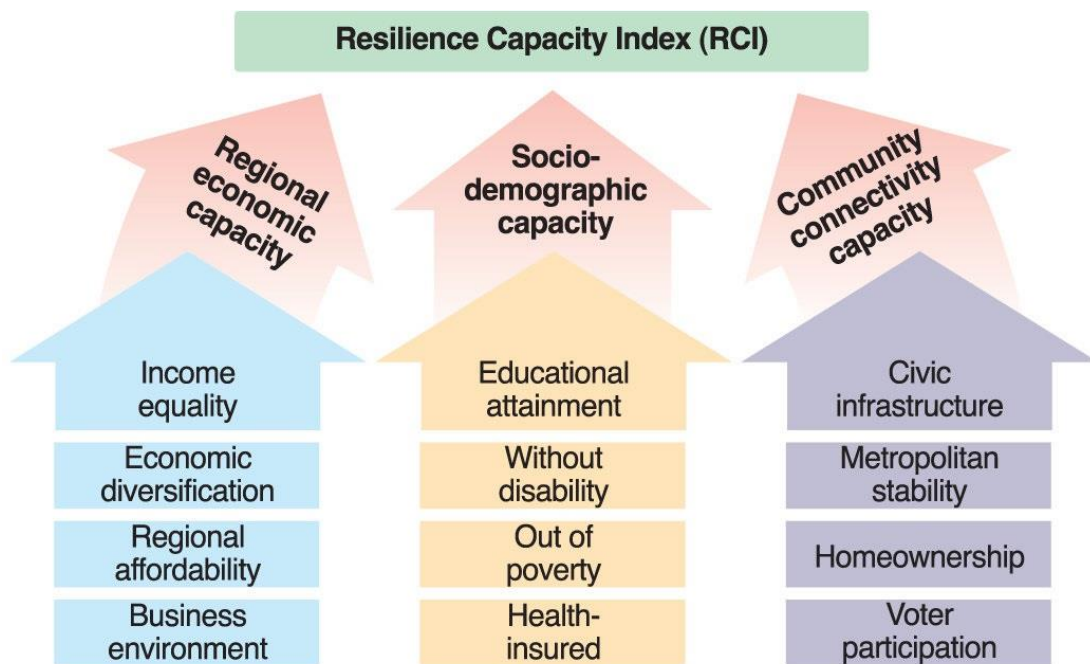 Resilience Capacity Index (RCI)
Regional
economic
capacity
Socio-
demographic
capacity
Community
connectivity
capacity
Income
equality
Economic
diversification
Regional
affordability
Business
environment
Educational
attainment
Without
disability
Out of
poverty
Health-
insured
Civic
infrastructure
Metropolitan
stability
Homeownership
Voter
participation